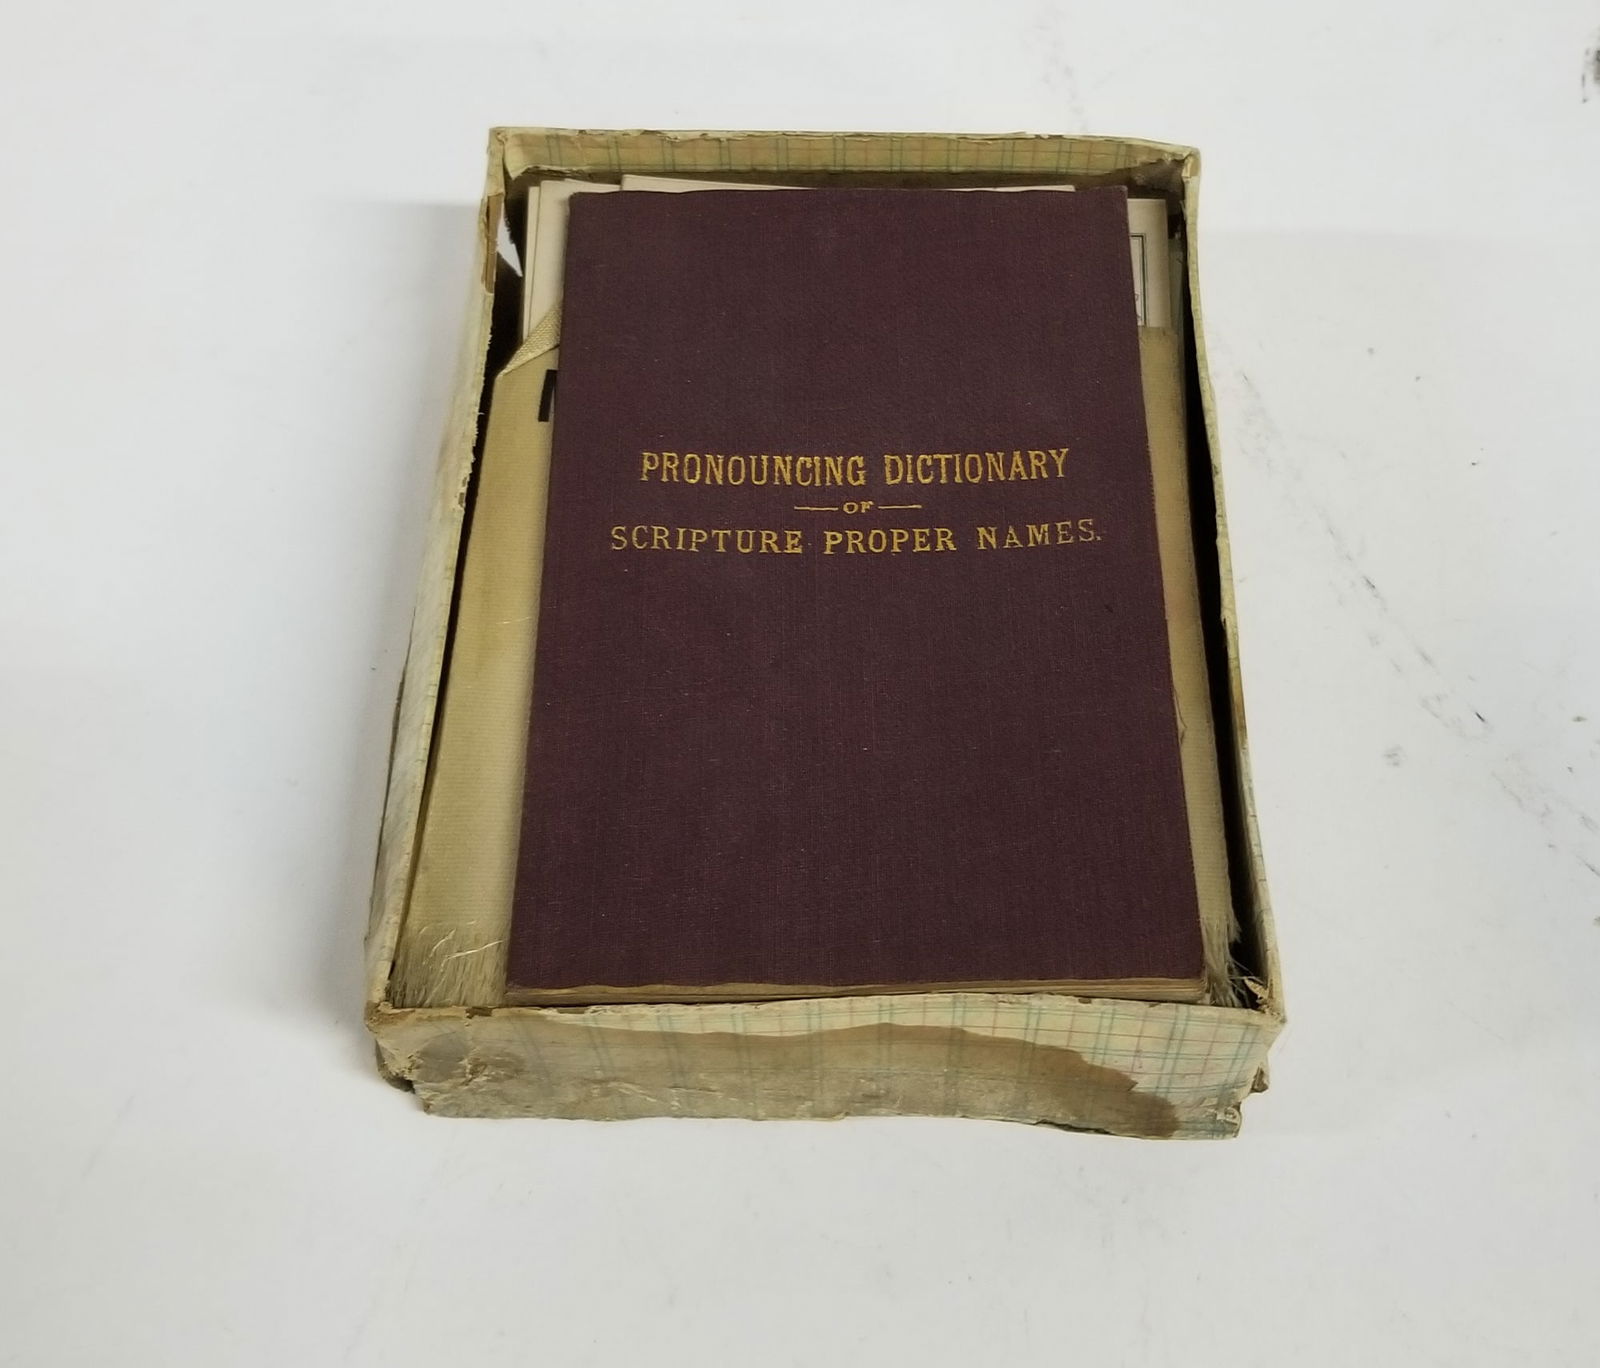 PRONOUNCING DICTIONARY
OF
SCRIPTURE PROPER NAMES.